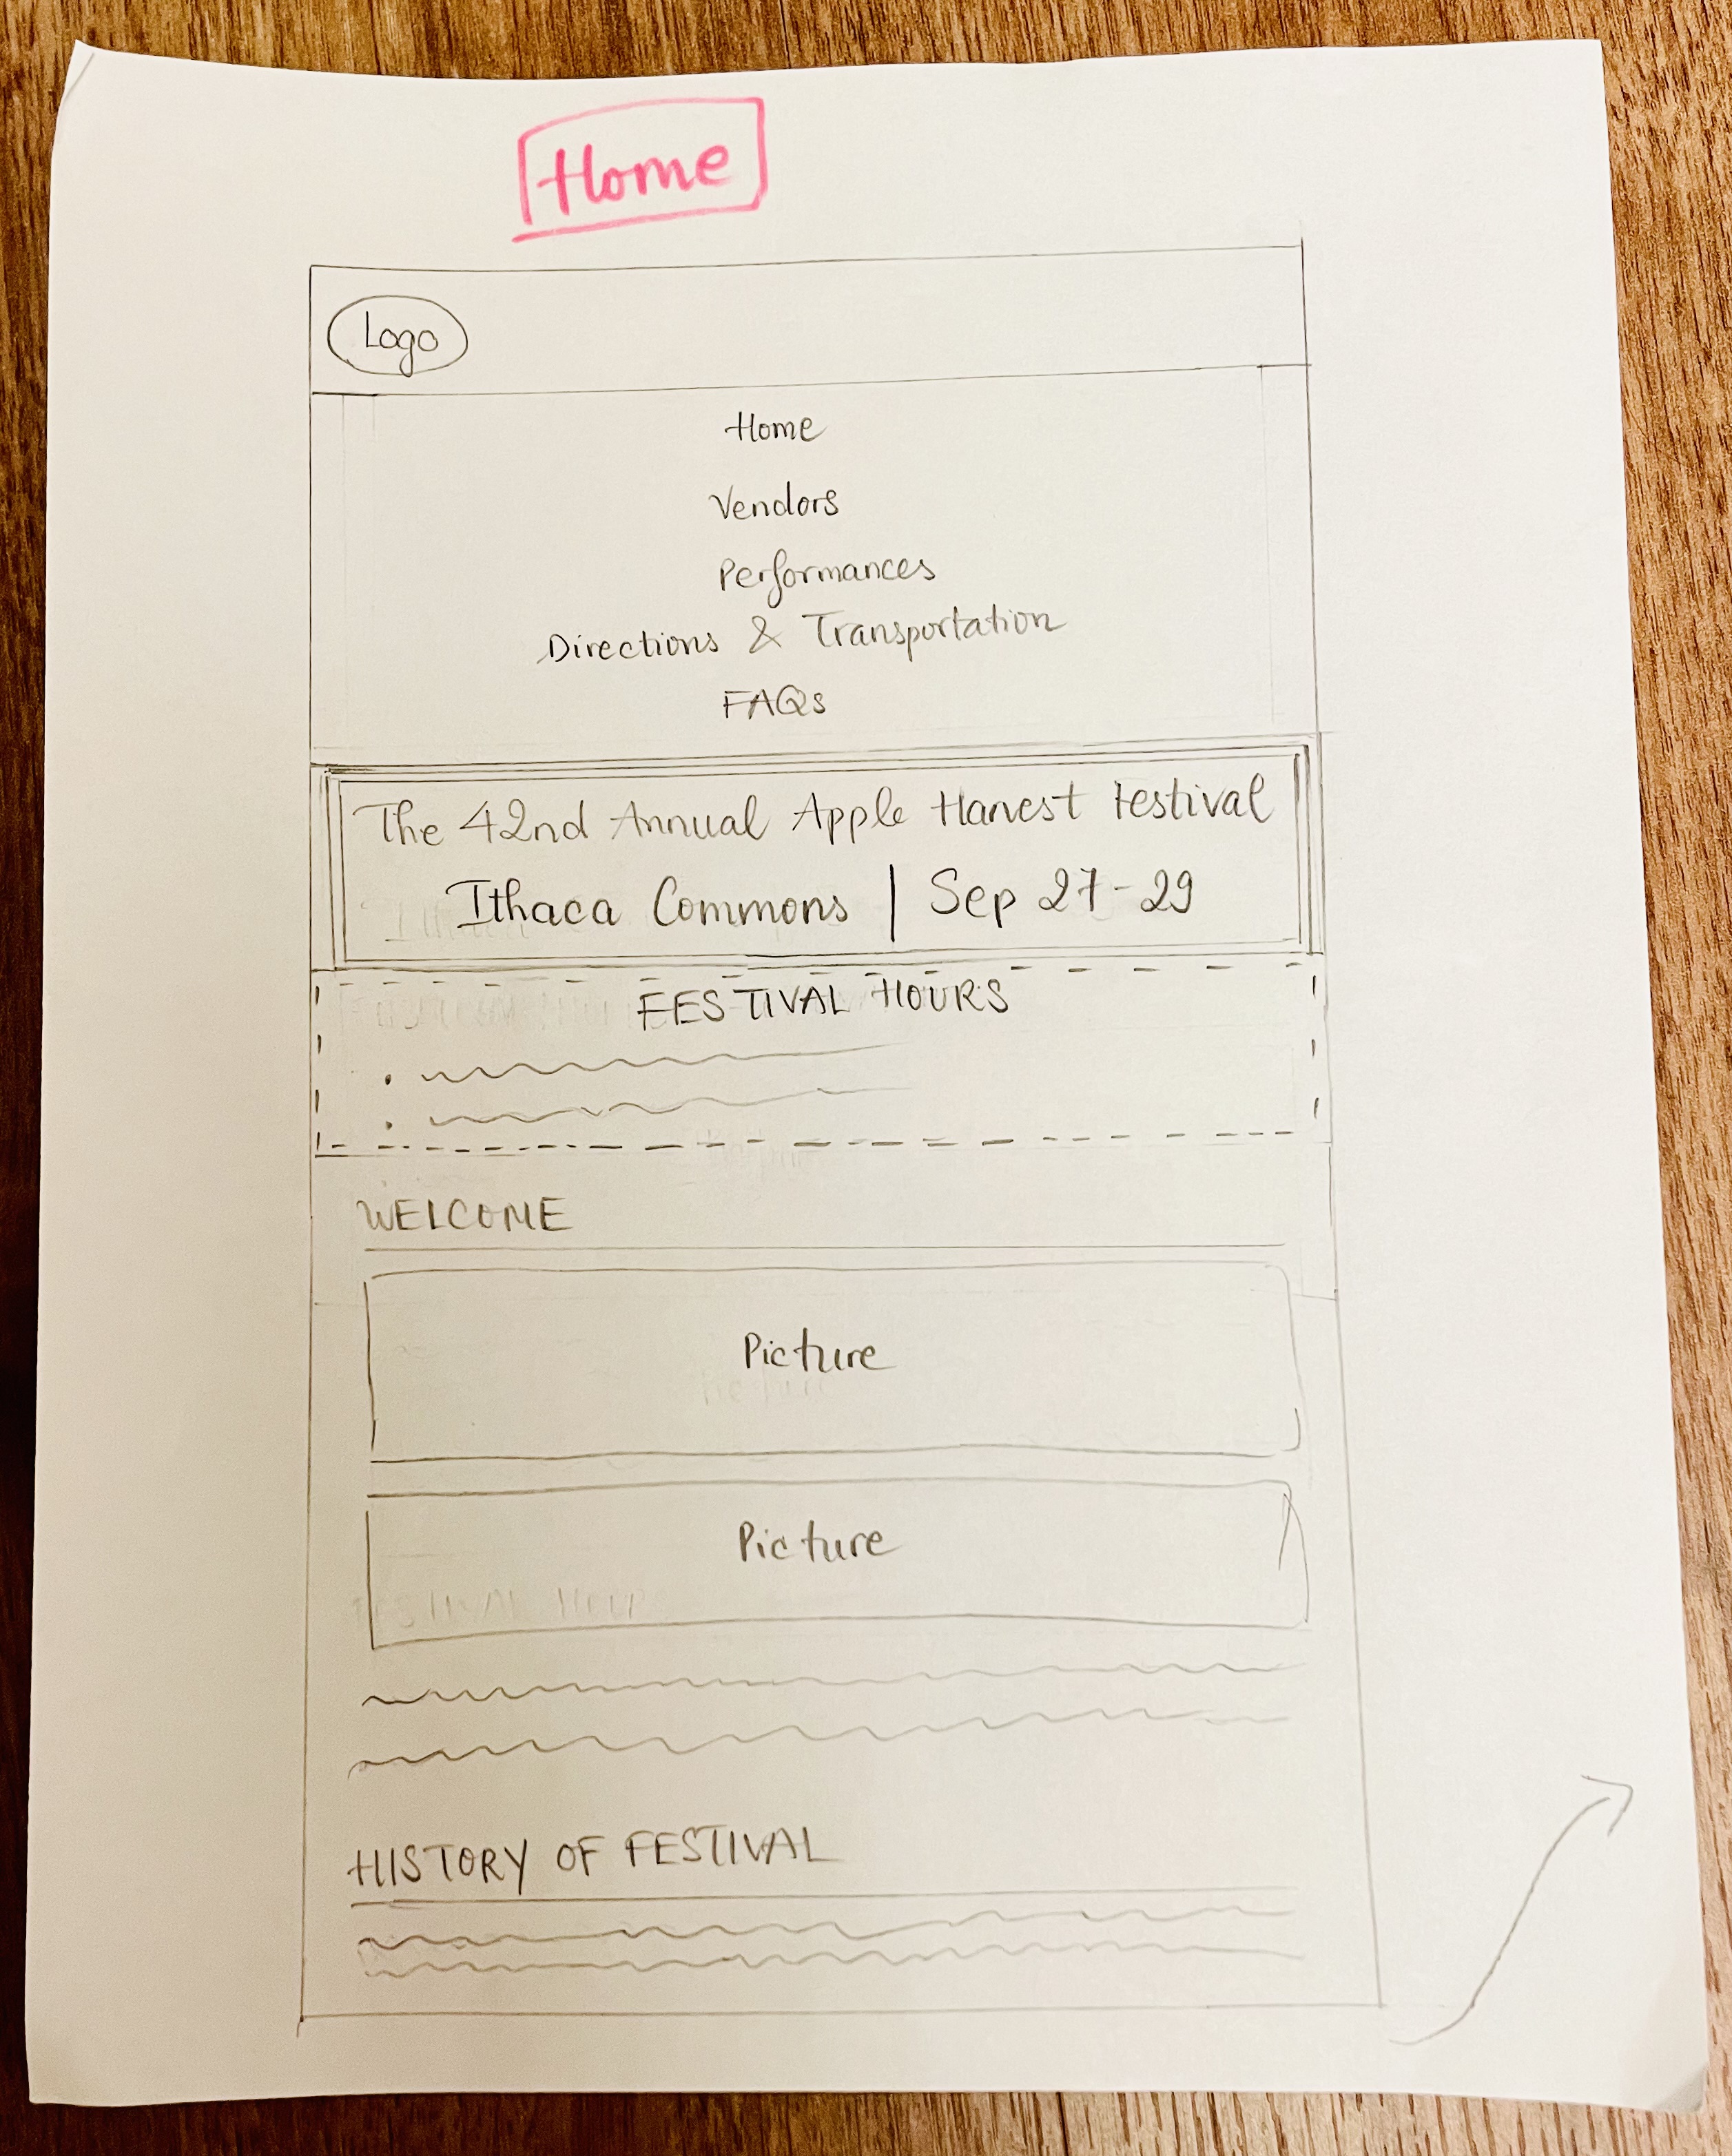 Home
Logo
Home
Vendors
Performances
Directions & Transportation
FAQs
The 42nd Annual Apple Harvest Festival
Ithaca Commons | Sep 27-29
FESTIVAL HOURS
WELCOME
Picture
Picture
HISTORY OF FESTIVAL